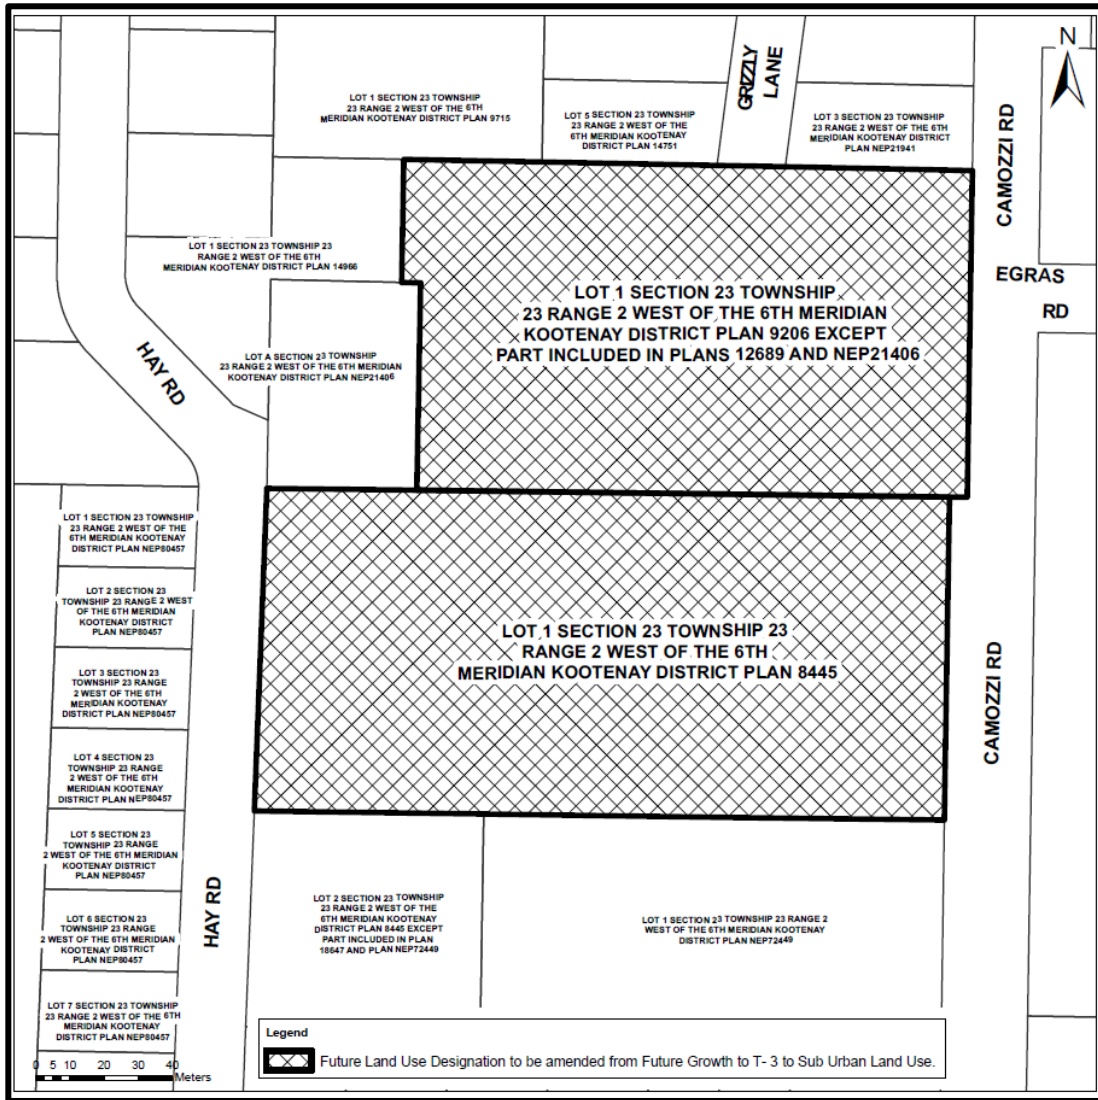 N
GRIZZLY
LANE
CAMOZZI RD
LOT 1 SECTION 23 TOWNSHIP
23 RANGE 2 WEST OF THE 6TH
MERIDIAN KOOTENAY DISTRICT PLAN 9715
LOT 5 SECTION 23 TOWNSHIP
23 RANGE 2 WEST OF THE
6TH MERIDIAN KOOTENAY
DISTRICT PLAN 14751
LOT 3 SECTION 23 TOWNSHIP
23 RANGE 2 WEST OF THE 6TH
MERIDIAN KOOTENAY DISTRICT
PLAN NEP21941
LOT 1 SECTION 23 TOWNSHIP 23
RANGE 2 WEST OF THE 6TH
MERIDIAN KOOTENAY DISTRICT PLAN 14966
EGRAS
RD
LOT 1 SECTION 23 TOWNSHIP
23 RANGE 2 WEST OF THE 6TH MERIDIAN
KOOTENAY DISTRICT PLAN 9206 EXCEPT
PART INCLUDED IN PLANS 12689 AND NEP21406
HAY RD
LOT A SECTION 23 TOWNSHIP
23 RANGE 2 WEST OF THE 6TH MERIDIAN
KOOTENAY DISTRICT PLAN NEP21406
LOT 1 SECTION 23 TOWNSHIP
23 RANGE 2 WEST OF THE
6TH MERIDIAN KOOTENAY
DISTRICT PLAN NEP80457
LOT 2 SECTION 23
TOWNSHIP 23 RANGE 2 WEST
OF THE 6TH MERIDIAN
KOOTENAY DISTRICT
PLAN NEP80457
LOT 1 SECTION 23 TOWNSHIP 23
RANGE 2 WEST OF THE 6TH
MERIDIAN KOOTENAY DISTRICT PLAN 8445
CAMOZZI RD
LOT 3 SECTION 23
TOWNSHIP 23 RANGE
2 WEST OF THE 6TH
MERIDIAN KOOTENAY
DISTRICT PLAN NEP80457
LOT 4 SECTION 23
TOWNSHIP 23 RANGE
2 WEST OF THE 6TH
MERIDIAN KOOTENAY
DISTRICT PLAN NEP80457
LOT 5 SECTION 23
TOWNSHIP 23 RANGE
2 WEST OF THE 6TH MERIDIAN
KOOTENAY DISTRICT
PLAN NEP80457
HAY RD
LOT 2 SECTION 23 TOWNSHIP
23 RANGE 2 WEST OF THE
6TH MERIDIAN KOOTENAY
DISTRICT PLAN 8445 EXCEPT
PART INCLUDED IN PLAN
18647 AND PLAN NEP72449
LOT 1 SECTION 23 TOWNSHIP 23 RANGE 2
WEST OF THE 6TH MERIDIAN KOOTENAY
DISTRICT PLAN NEP72449
LOT 6 SECTION 23
TOWNSHIP 23 RANGE
2 WEST OF THE 6TH MERIDIAN
KOOTENAY DISTRICT
PLAN NEP80457
LOT 7 SECTION 23 TOWNSHIP
23 RANGE 2 WEST OF THE 6TH
MERIDIAN KOOTENAY
DISTRICT PLAN NEP80457
Legend
Future Land Use Designation to be amended from Future Growth to T- 3 to Sub Urban Land Use.
0 5 10 20 30 40
Meters